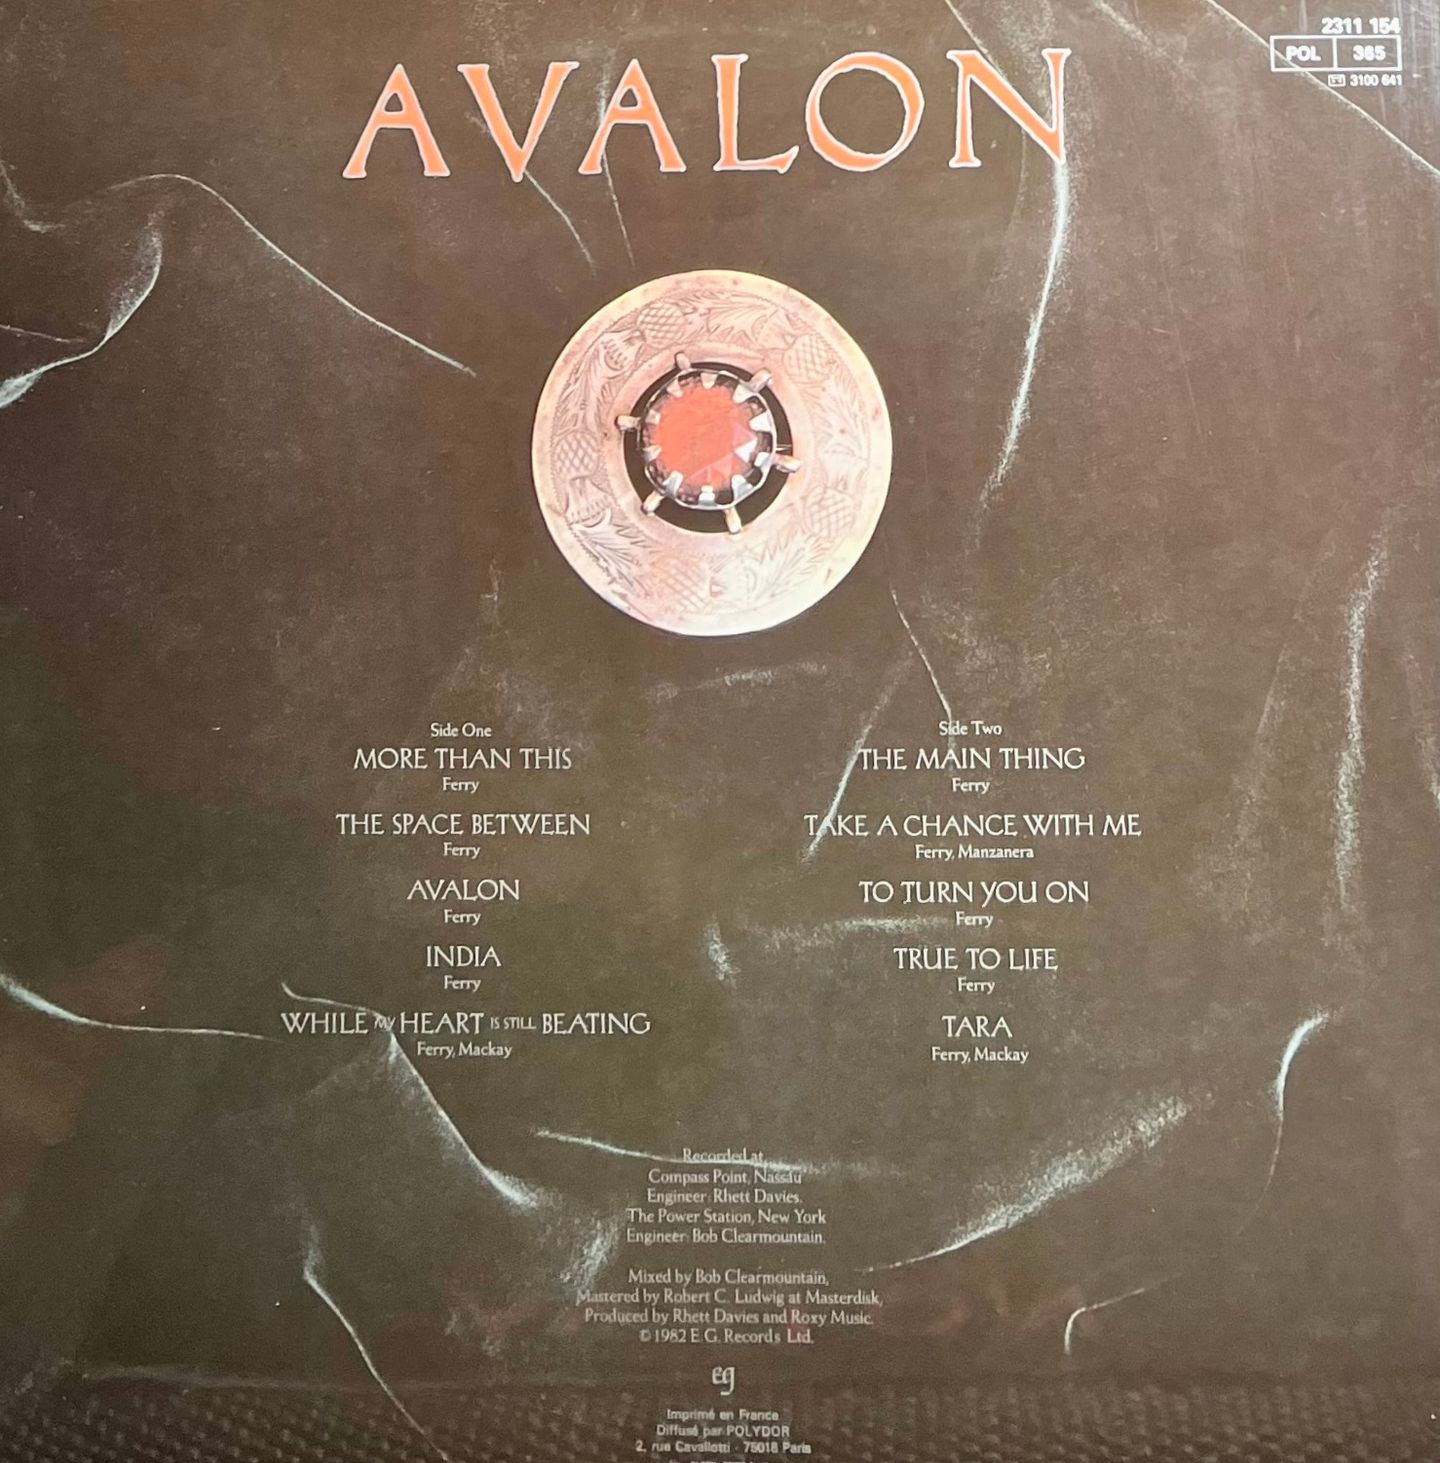 2311 154
POL 365
3100 641
AVALON
Side One
MORE THAN THIS
Ferry
THE SPACE BETWEEN
Ferry
AVALON
Ferry
INDIA
Ferry
WHILE MY HEART IS STILL BEATING
Ferry, Mackay
Side Two
THE MAIN THING
Ferry
TAKE A CHANCE WITH ME
Ferry, Manzanera
TO TURN YOU ON
Ferry
TRUE TO LIFE
Ferry
TARA
Ferry, Mackay
Recorded at
Compass Point, Nassau
Engineer: Rhett Davies.
The Power Station, New York
Engineer: Bob Clearmountain.
Mixed by Bob Clearmountain,
Mastered by Robert C. Ludwig at Masterdisk,
Produced by Rhett Davies and Roxy Music.
© 1982 E.G. Records Ltd.
eg
Imprimé en France
Diffusé par POLYDOR
2, rue Cavallotti - 75018 Paris